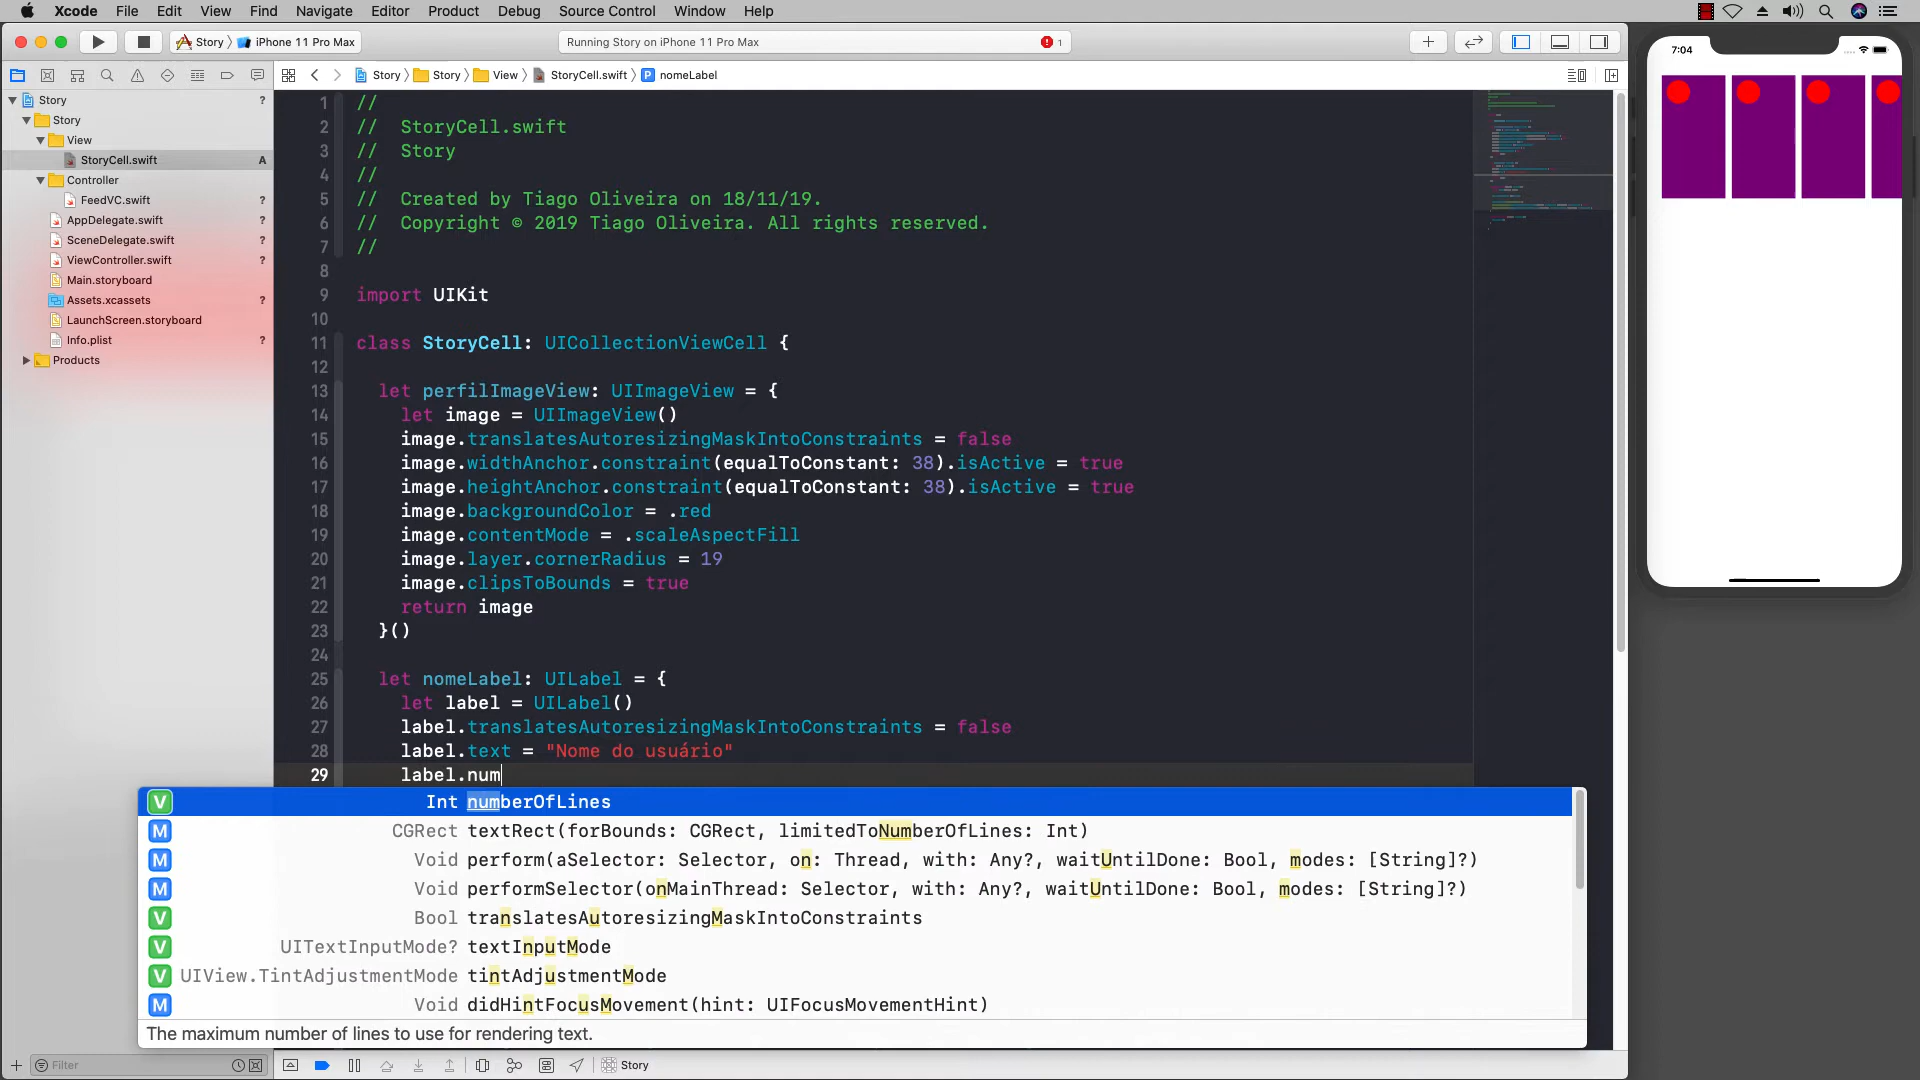 Xcode File Edit View Find Navigate Editor Product Debug Source Control Window Help
Story iPhone 11 Pro Max
Running Story on iPhone 11 Pro Max
1
Story Story View StoryCell.swift P nomeLabel
Story ?
Story
View
StoryCell.swift A
Controller
FeedVC.swift ?
AppDelegate.swift ?
SceneDelegate.swift ?
ViewController.swift ?
Main.storyboard
Assets.xcassets ?
LaunchScreen.storyboard
Info.plist ?
Products
1 //
2 //  StoryCell.swift
3 //  Story
4 //
5 //  Created by Tiago Oliveira on 18/11/19.
6 //  Copyright © 2019 Tiago Oliveira. All rights reserved.
7 //
8
9 import UIKit
10
11 class StoryCell: UICollectionViewCell {
12
13 let perfilImageView: UIImageView = {
14 let image = UIImageView()
15 image.translatesAutoresizingMaskIntoConstraints = false
16 image.widthAnchor.constraint(equalToConstant: 38).isActive = true
17 image.heightAnchor.constraint(equalToConstant: 38).isActive = true
18 image.backgroundColor = .red
19 image.contentMode = .scaleAspectFill
20 image.layer.cornerRadius = 19
21 image.clipsToBounds = true
22 return image
23 }()
24
25 let nomeLabel: UILabel = {
26 let label = UILabel()
27 label.translatesAutoresizingMaskIntoConstraints = false
28 label.text = "Nome do usuário"
29 label.num
V Int numberOfLines
M CGRect textRect(forBounds: CGRect, limitedToNumberOfLines: Int)
M Void perform(aSelector: Selector, on: Thread, with: Any?, waitUntilDone: Bool, modes: [String]?)
M Void performSelector(onMainThread: Selector, with: Any?, waitUntilDone: Bool, modes: [String]?)
V Bool translatesAutoresizingMaskIntoConstraints
V UITextInputMode? textInputMode
V UIView.TintAdjustmentMode tintAdjustmentMode
M Void didHintFocusMovement(hint: UIFocusMovementHint)
The maximum number of lines to use for rendering text.
Filter
Story
7:04